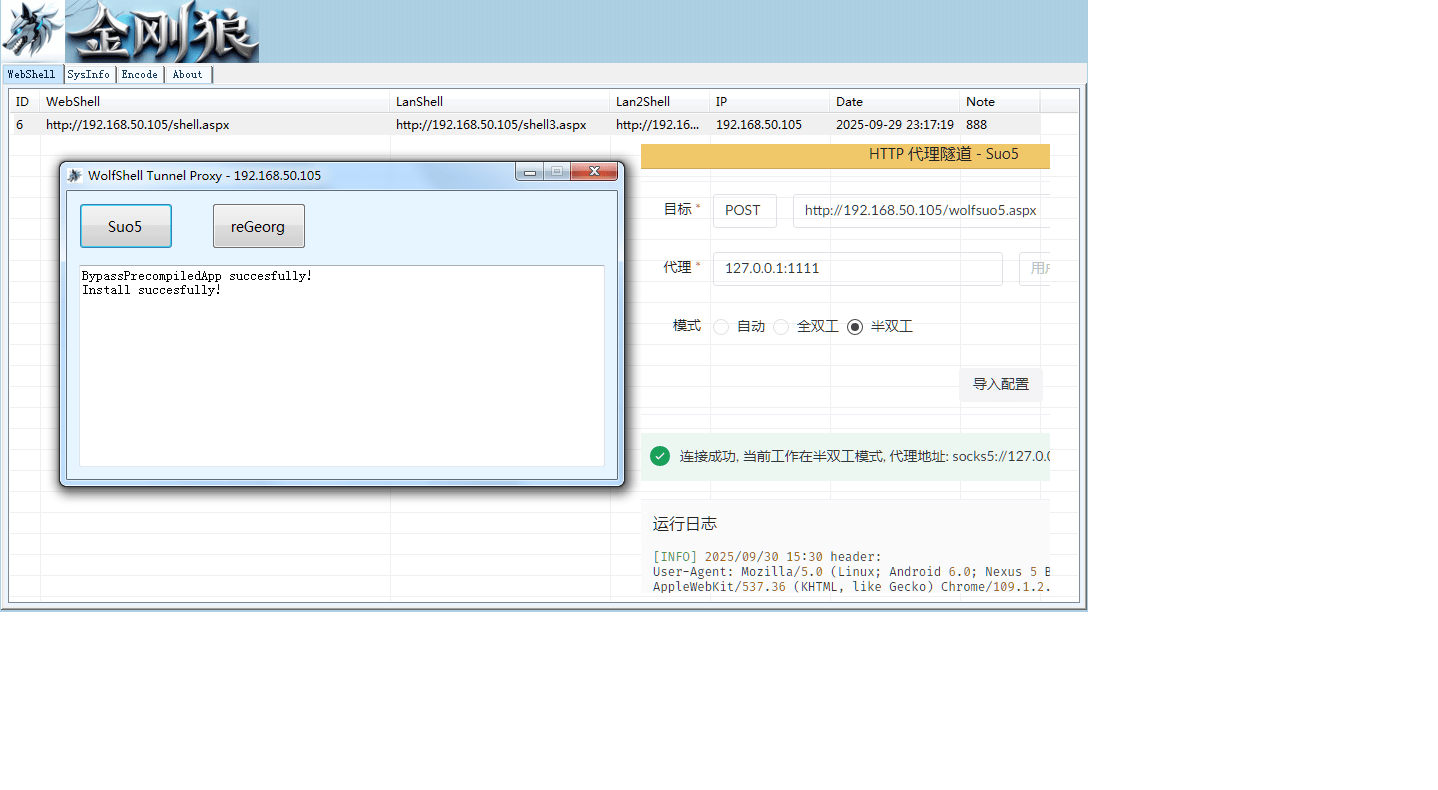 金刚狼
WebShell SysInfo Encode About
ID WebShell LanShell Lan2Shell IP Date Note
6 http://192.168.50.105/shell.aspx http://192.168.50.105/shell3.aspx http://192.16... 192.168.50.105 2025-09-29 23:17:19 888
WolfShell Tunnel Proxy - 192.168.50.105
Suo5 reGeorg
BypassPrecompiledApp succesfully!
Install succesfully!
HTTP 代理隧道 - Suo5
目标 * POST http://192.168.50.105/wolfsuo5.aspx
代理 * 127.0.0.1:1111
模式 自动 全双工 半双工
导入配置
连接成功, 当前工作在半双工模式, 代理地址: socks5://127.0.0
运行日志
[INFO] 2025/09/30 15:30 header:
User-Agent: Mozilla/5.0 (Linux; Android 6.0; Nexus 5 B
AppleWebKit/537.36 (KHTML, like Gecko) Chrome/109.1.2.